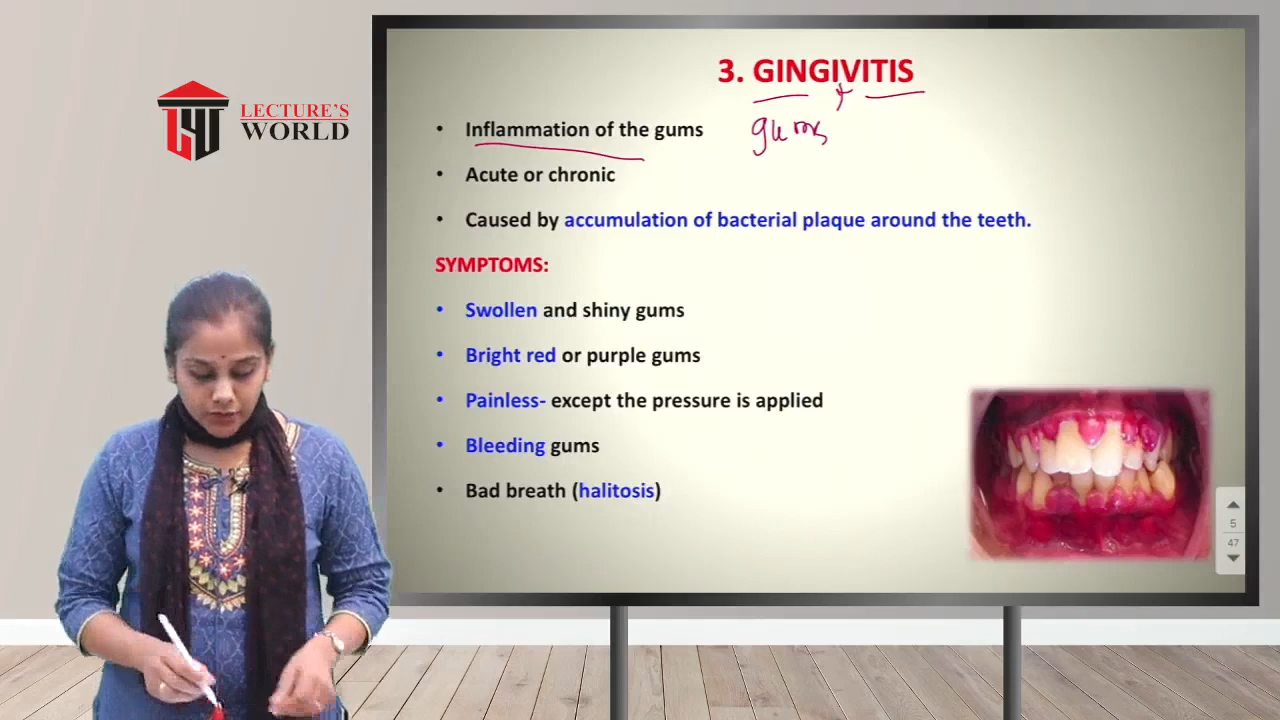 LECTURE'S
WORLD
3. GINGIVITIS
• Inflammation of the gums
gums
• Acute or chronic
• Caused by accumulation of bacterial plaque around the teeth.
SYMPTOMS:
• Swollen and shiny gums
• Bright red or purple gums
• Painless- except the pressure is applied
• Bleeding gums
• Bad breath (halitosis)
5
47